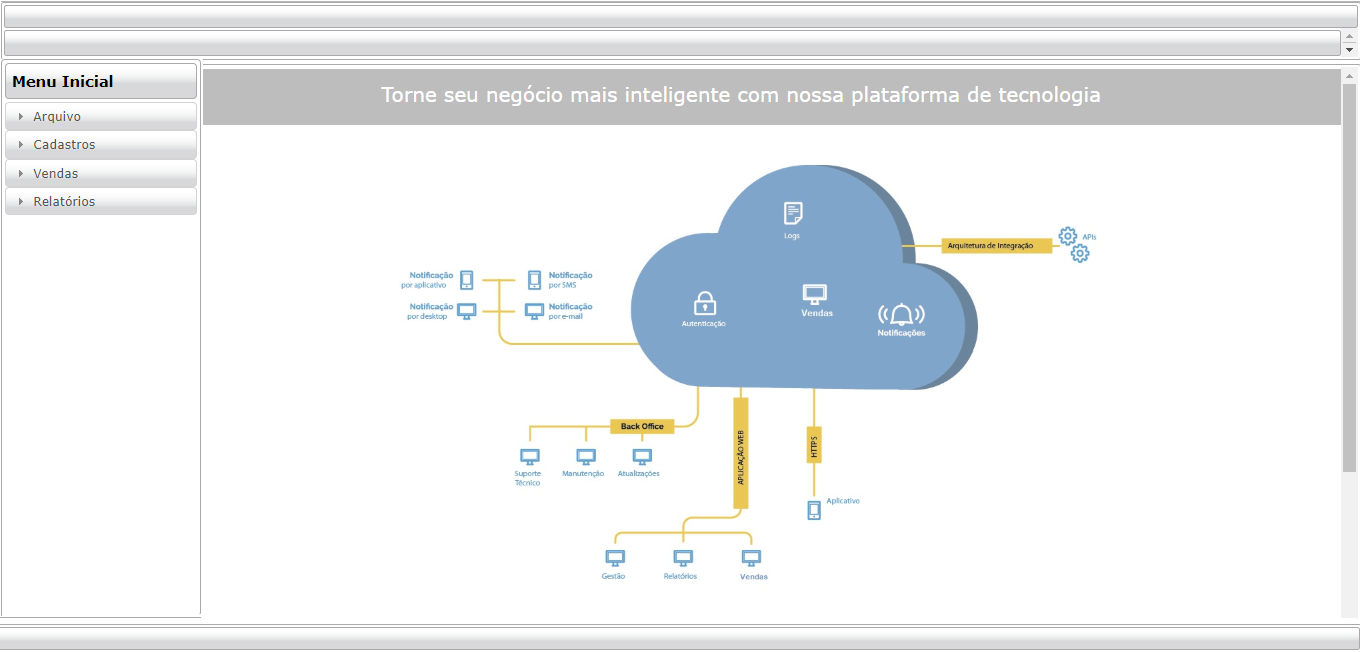 Menu Inicial
Arquivo
Cadastros
Vendas
Relatórios
Torne seu negócio mais inteligente com nossa plataforma de tecnologia
Logs
Autenticação
Vendas
Notificações
Arquitetura de Integração
APIs
Notificação
por aplicativo
Notificação
por SMS
Notificação
por desktop
Notificação
por e-mail
Back Office
Suporte
Técnico
Manutenção
Atualizações
APLICAÇÃO WEB
HTTPS
Aplicativo
Gestão
Relatórios
Vendas